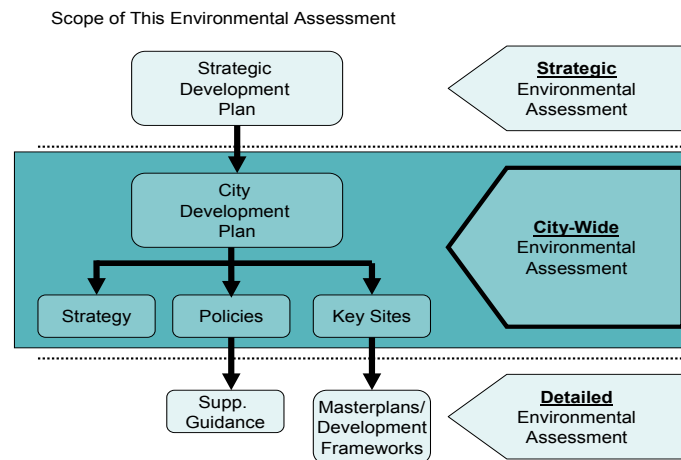 Scope of This Environmental Assessment
Strategic
Development
Plan
Strategic
Environmental
Assessment
City
Development
Plan
City-Wide
Environmental
Assessment
Strategy
Policies
Key Sites
Supp.
Guidance
Masterplans/
Development
Frameworks
Detailed
Environmental
Assessment